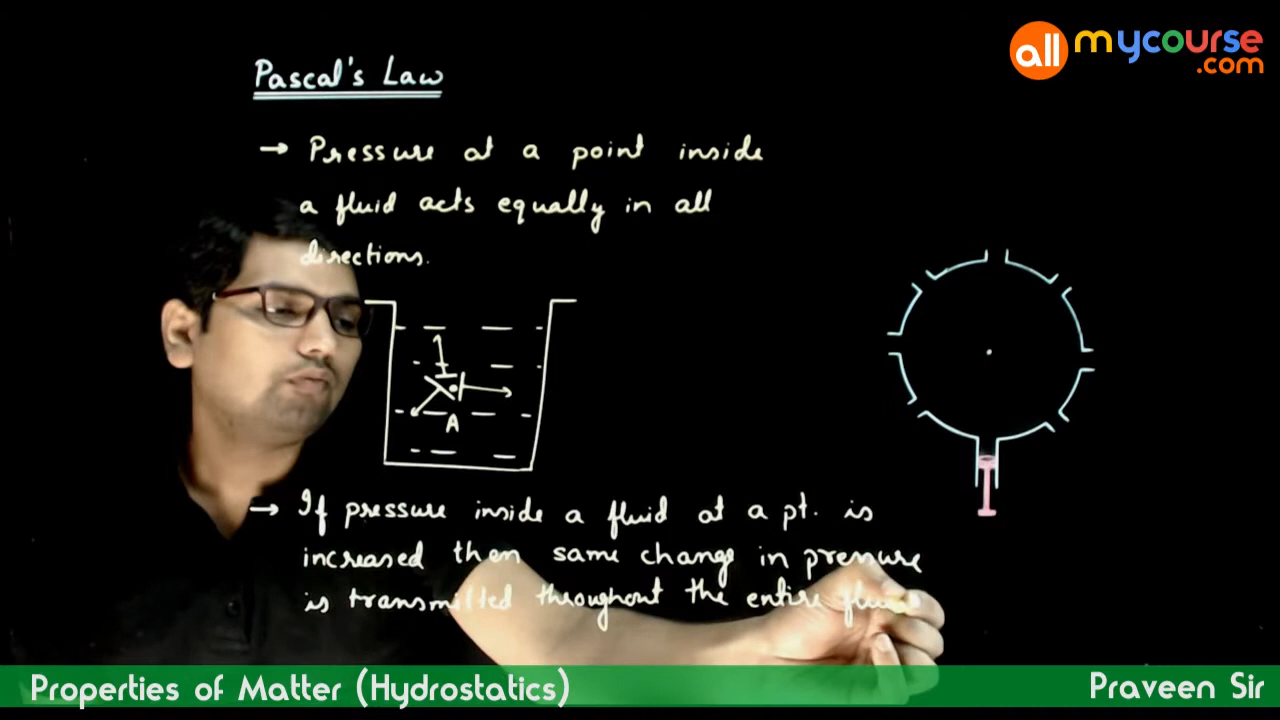 all mycourse
.com
Pascal's Law
→ Pressure at a point inside
a fluid acts equally in all
directions.
A
→ If pressure inside a fluid at a pt. is
increased then same change in pressure
is transmitted throughout the entire fluid
Properties of Matter (Hydrostatics)
Praveen Sir